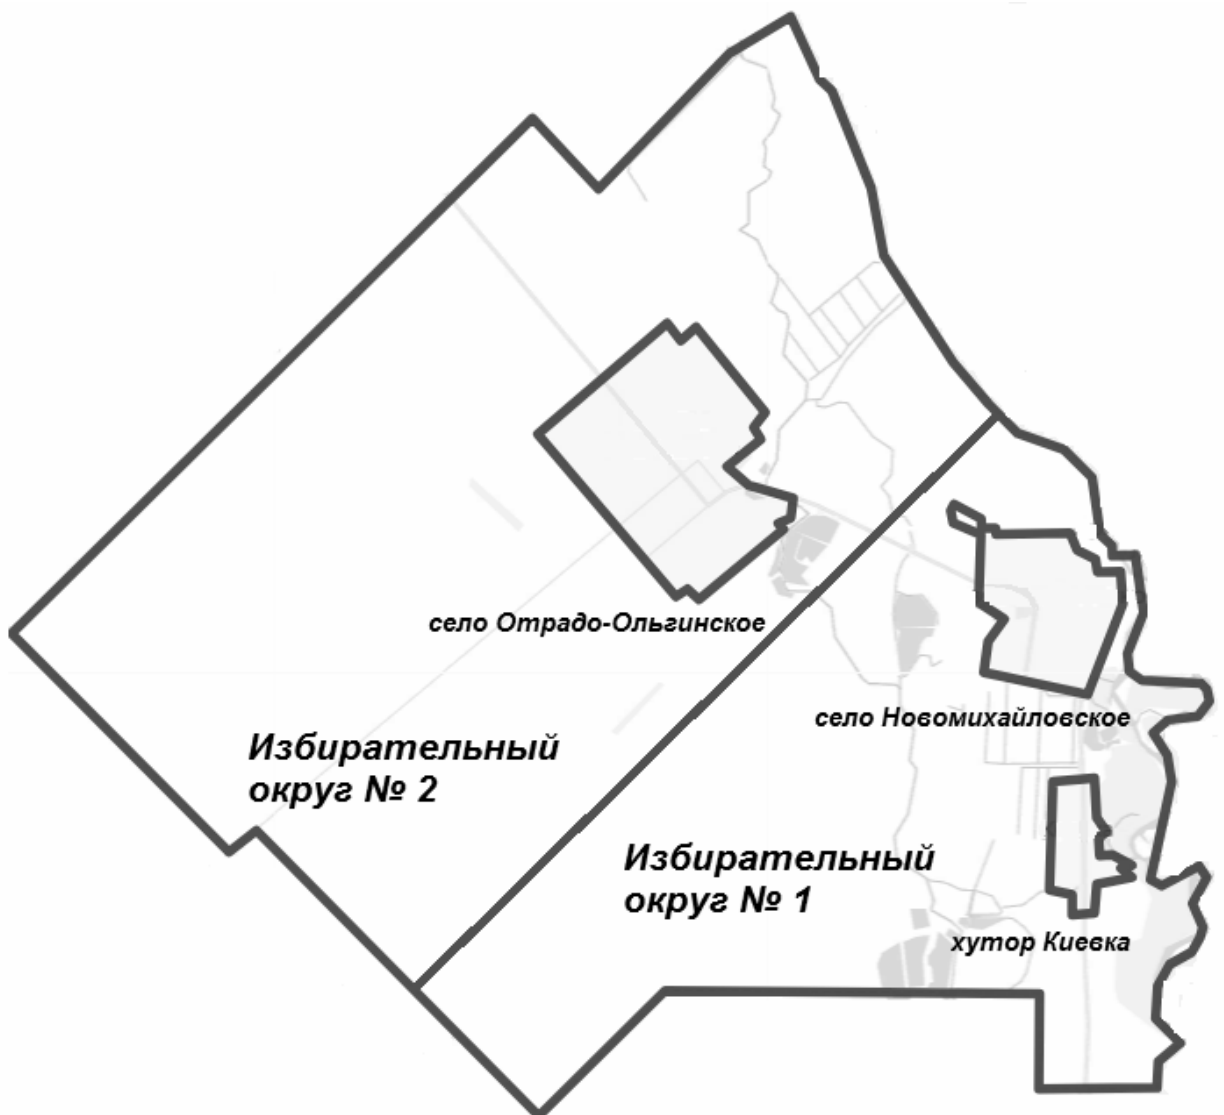 село Отрадо-Ольгинское
село Новомихайловское
Избирательный
округ № 2
Избирательный
округ № 1
хутор Киевка